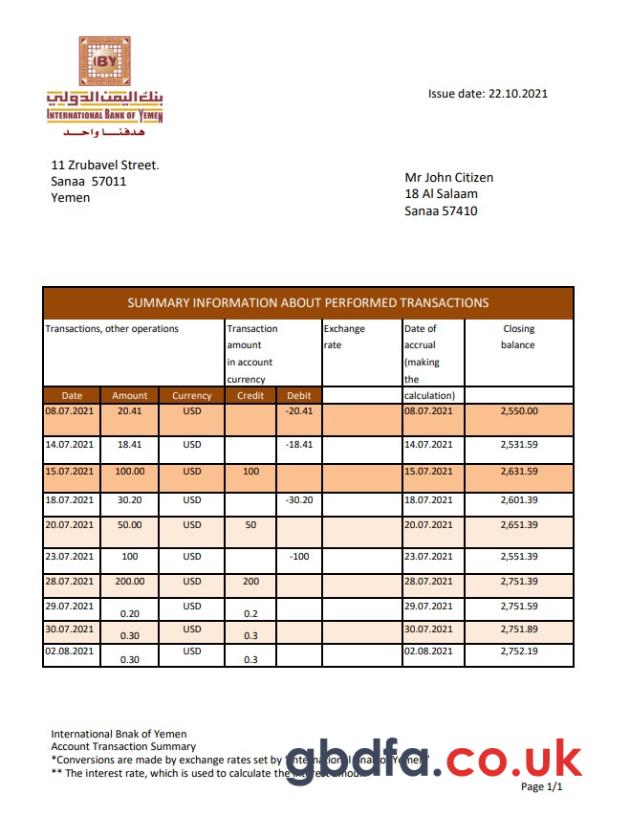 IBY
بنك اليمن الدولي
INTERNATIONAL BANK OF YEMEN
هدفنا واحد
Issue date: 22.10.2021
11 Zrubavel Street.
Sanaa 57011
Yemen
Mr John Citizen
18 Al Salaam
Sanaa 57410
SUMMARY INFORMATION ABOUT PERFORMED TRANSACTIONS
Transactions, other operations Transaction amount in account currency Exchange rate Date of accrual (making the calculation) Closing balance
Date Amount Currency Credit Debit
08.07.2021 20.41 USD -20.41 08.07.2021 2,550.00
14.07.2021 18.41 USD -18.41 14.07.2021 2,531.59
15.07.2021 100.00 USD 100 15.07.2021 2,631.59
18.07.2021 30.20 USD -30.20 18.07.2021 2,601.39
20.07.2021 50.00 USD 50 20.07.2021 2,651.39
23.07.2021 100 USD -100 23.07.2021 2,551.39
28.07.2021 200.00 USD 200 28.07.2021 2,751.39
29.07.2021 0.20 USD 0.2 29.07.2021 2,751.59
30.07.2021 0.30 USD 0.3 30.07.2021 2,751.89
02.08.2021 0.30 USD 0.3 02.08.2021 2,752.19
International Bnak of Yemen
Account Transaction Summary
*Conversions are made by exchange rates set by "International of Yemen"
** The interest rate, which is used to calculate the interest
gbdfa.co.uk
Page 1/1